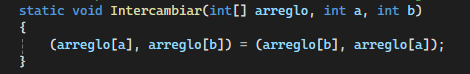 static void Intercambiar(int[] arreglo, int a, int b)
{
    (arreglo[a], arreglo[b]) = (arreglo[b], arreglo[a]);
}